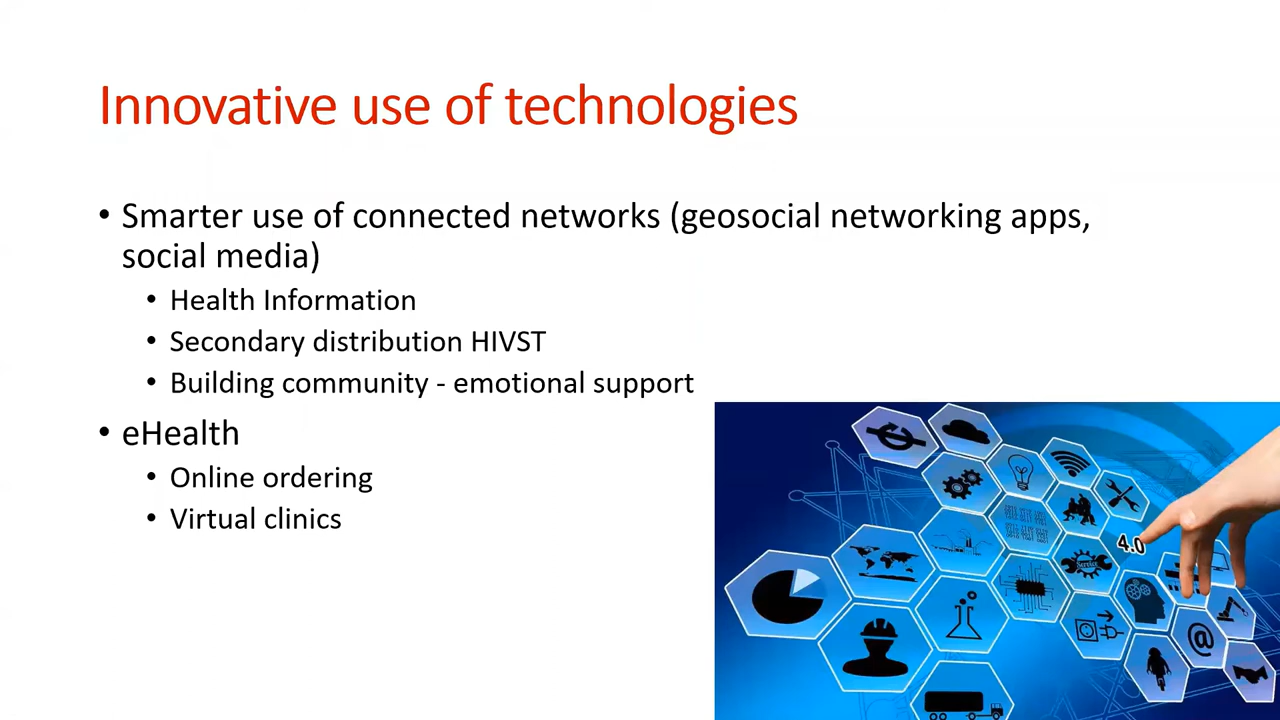 Innovative use of technologies
• Smarter use of connected networks (geosocial networking apps,
social media)
• Health Information
• Secondary distribution HIVST
• Building community - emotional support
• eHealth
• Online ordering
• Virtual clinics
4.0
Service
@